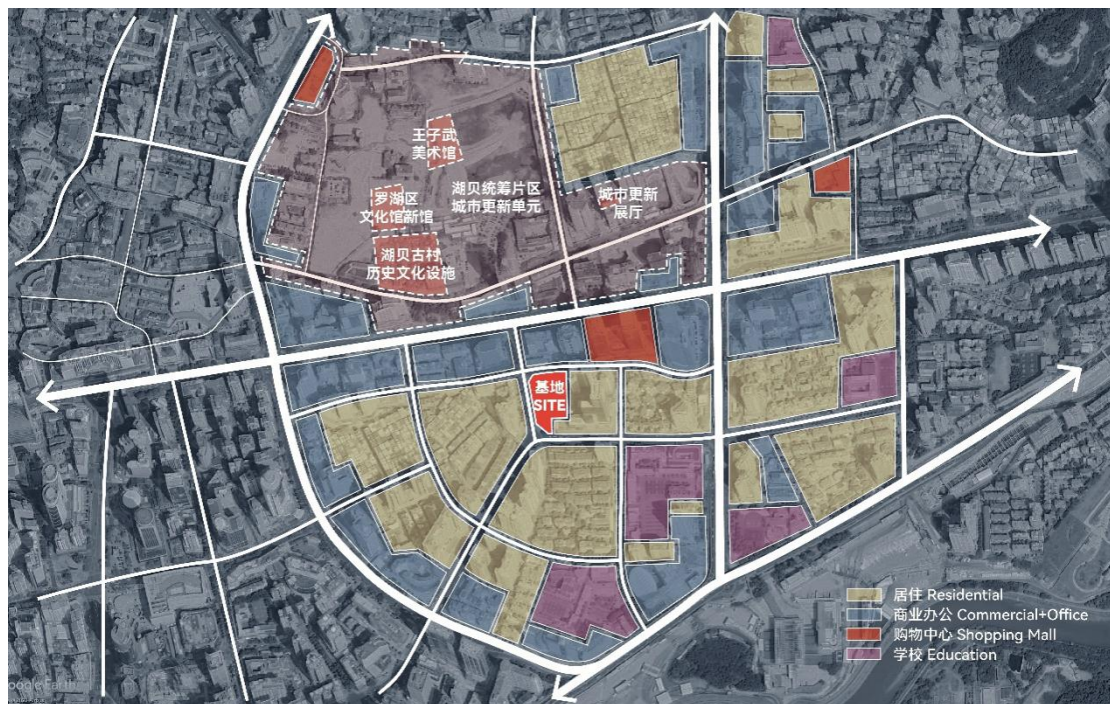 王子武
美术馆
湖贝统筹片区
城市更新单元
罗湖区
文化馆新馆
城市更新
展厅
湖贝古村
历史文化设施
基地
SITE
居住 Residential
商业办公 Commercial+Office
购物中心 Shopping Mall
学校 Education
oogle Earth